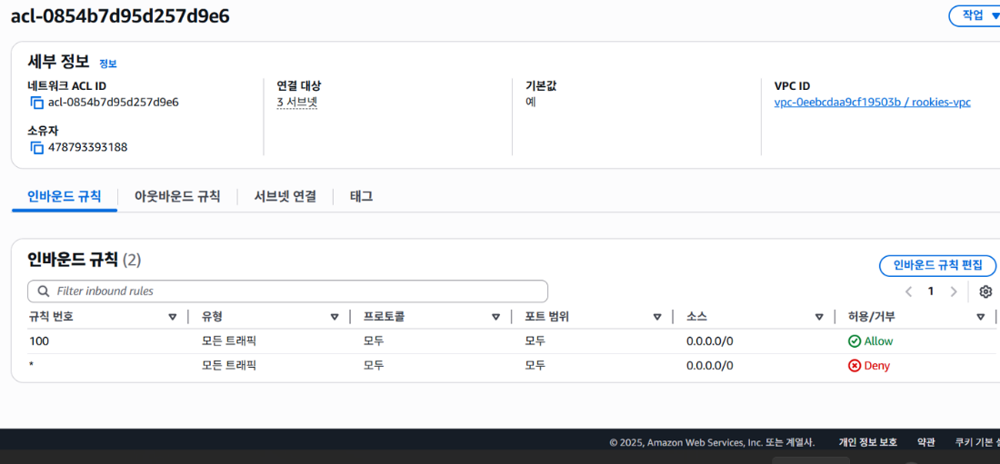 acl-0854b7d95d257d9e6
작업
세부 정보 정보
네트워크 ACL ID
acl-0854b7d95d257d9e6
연결 대상
3 서브넷
기본값
예
VPC ID
vpc-0eebcdaa9cf19503b / rookies-vpc
소유자
478793393188
인바운드 규칙 아웃바운드 규칙 서브넷 연결 태그
인바운드 규칙 (2)
인바운드 규칙 편집
Filter inbound rules
1
규칙 번호 유형 프로토콜 포트 범위 소스 허용/거부
100 모든 트래픽 모두 모두 0.0.0.0/0 Allow
* 모든 트래픽 모두 모두 0.0.0.0/0 Deny
© 2025, Amazon Web Services, Inc. 또는 계열사. 개인 정보 보호 약관 쿠키 기본